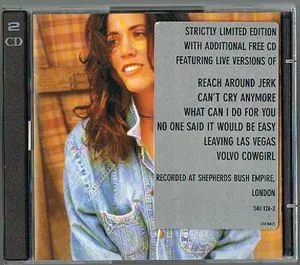 2
CD
STRICTLY LIMITED EDITION
WITH ADDITIONAL FREE CD
FEATURING LIVE VERSIONS OF
REACH AROUND JERK
CAN'T CRY ANYMORE
WHAT CAN I DO FOR YOU
NO ONE SAID IT WOULD BE EASY
LEAVING LAS VEGAS
VOLVO COWGIRL
RECORDED AT SHEPHERDS BUSH EMPIRE,
LONDON
540 126-2